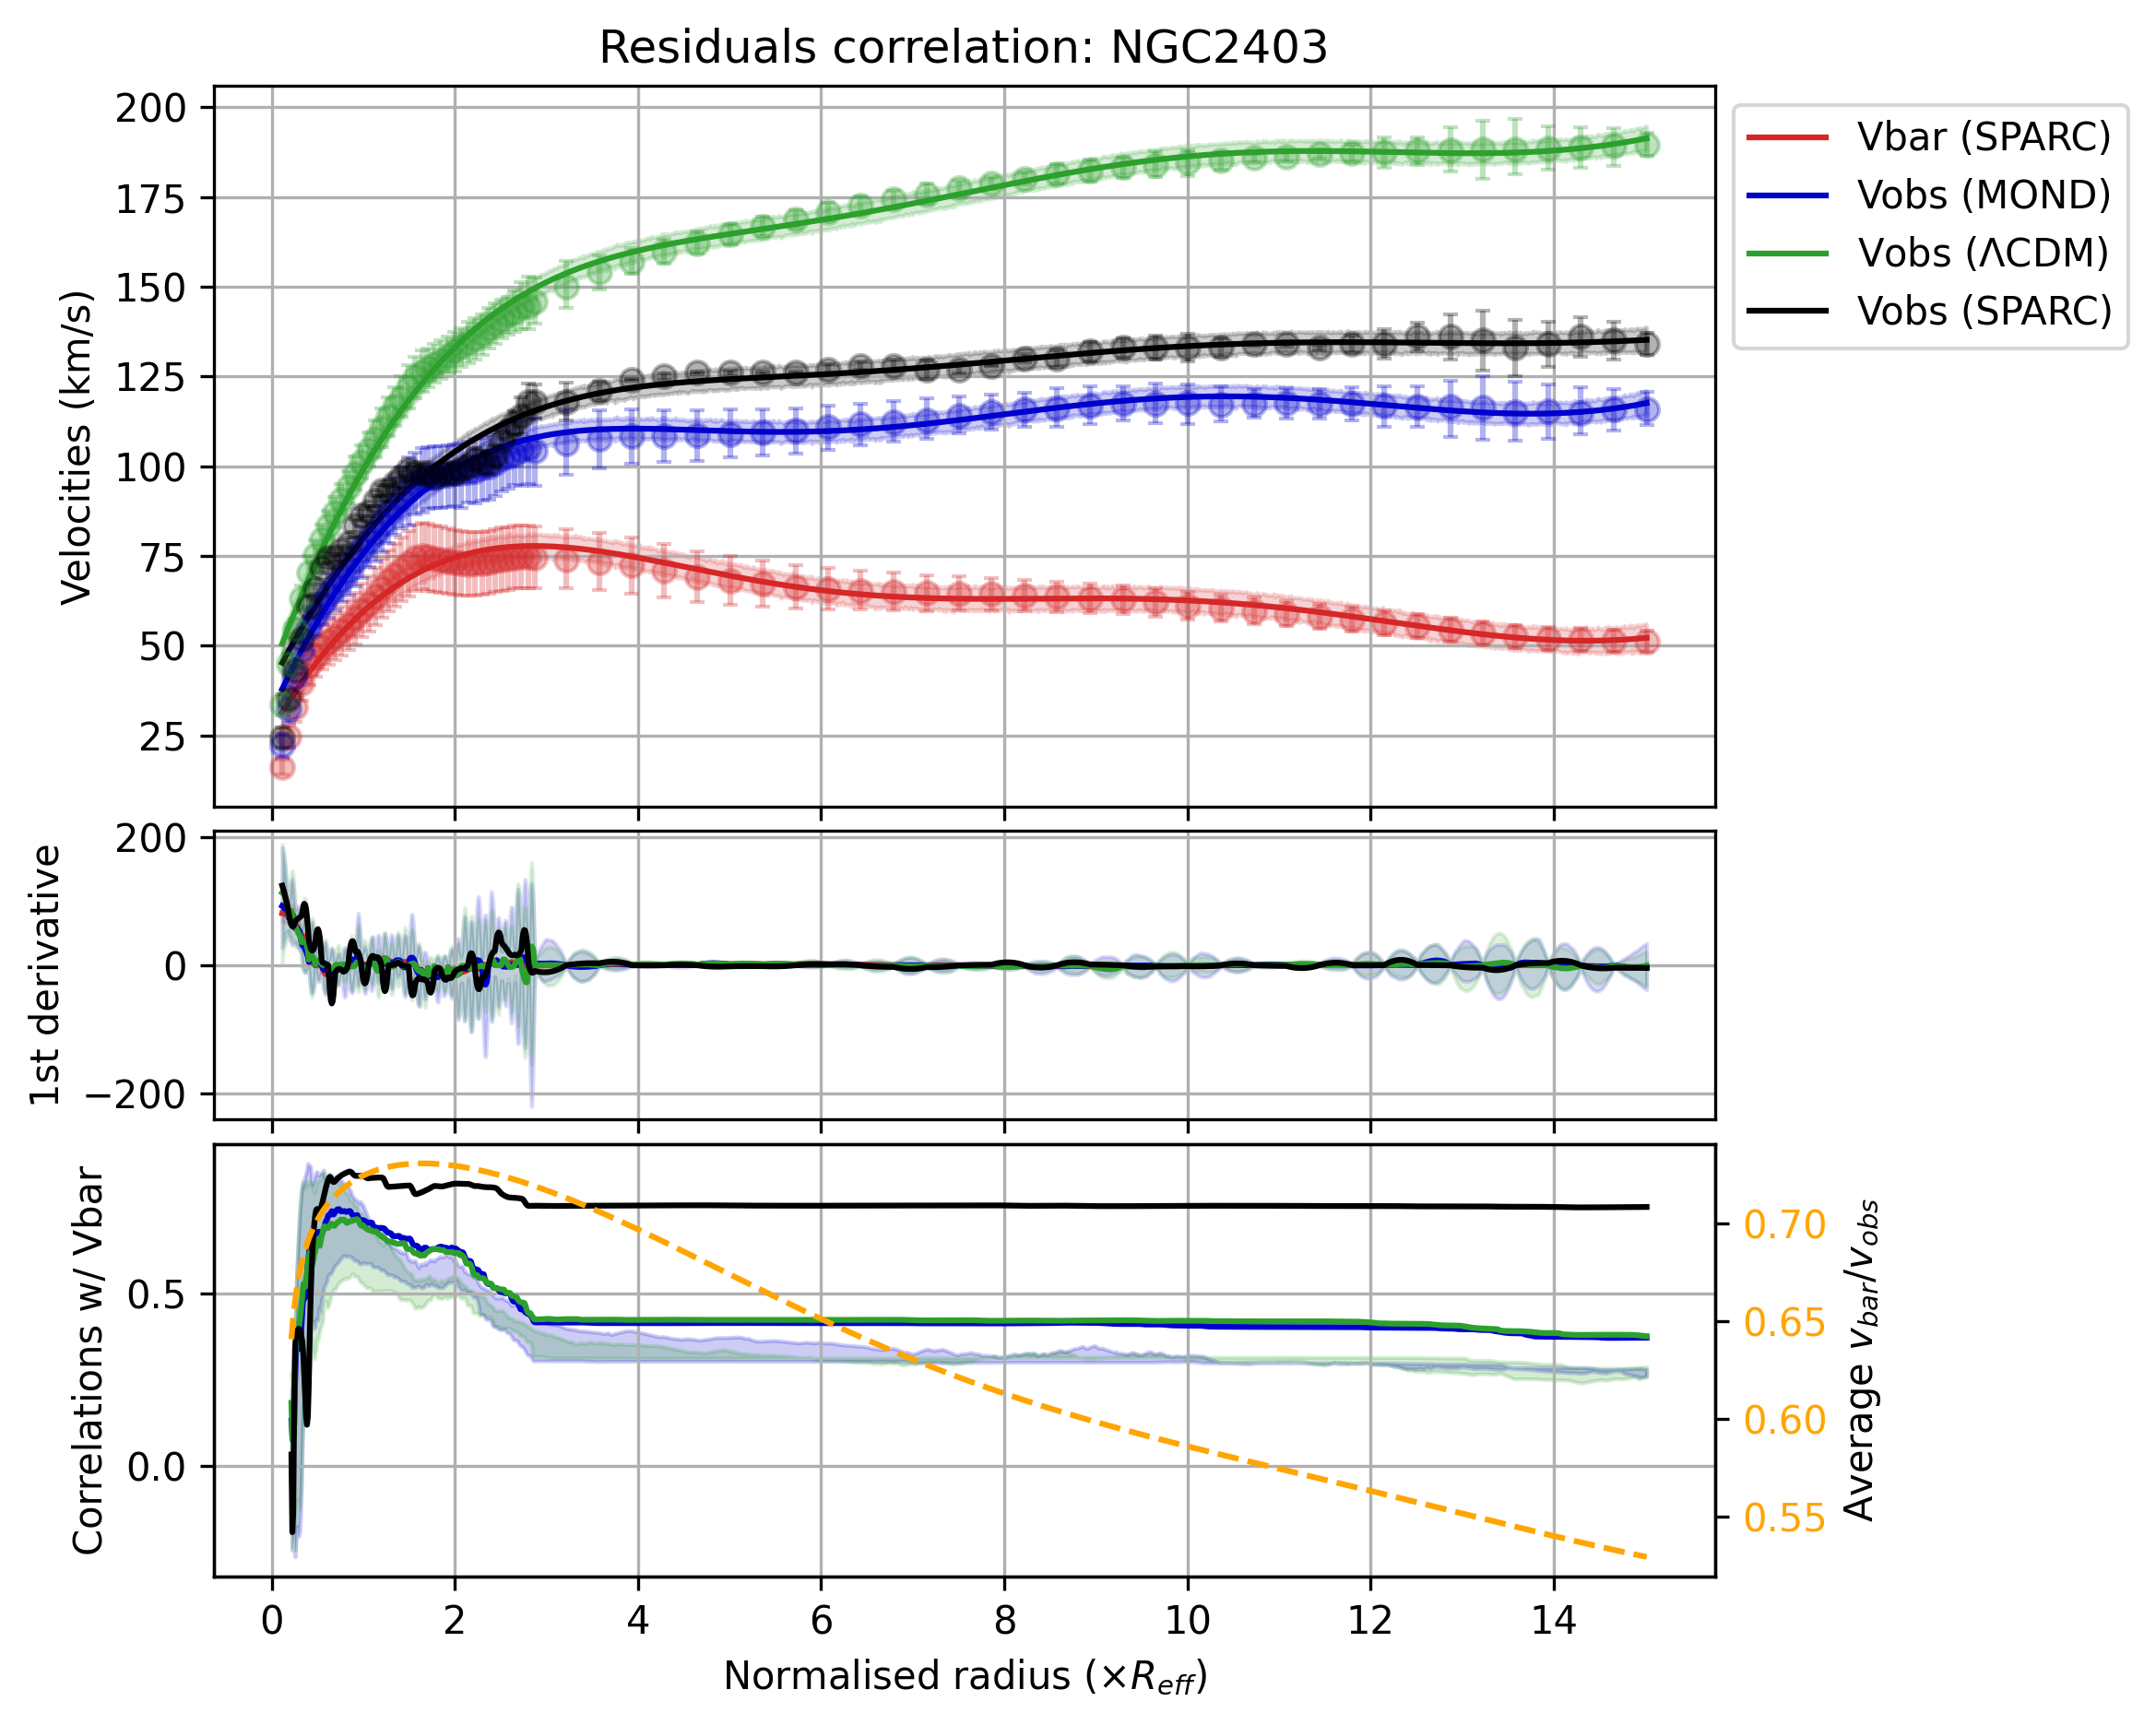 Residuals correlation: NGC2403
200
175
150
125
100
75
50
25
Velocities (km/s)
Vbar (SPARC)
Vobs (MOND)
Vobs (ΛCDM)
Vobs (SPARC)
200
0
−200
1st derivative
0.5
0.0
Correlations w/ Vbar
0.70
0.65
0.60
0.55
Average v_bar/v_obs
0 2 4 6 8 10 12 14
Normalised radius (×R_eff)